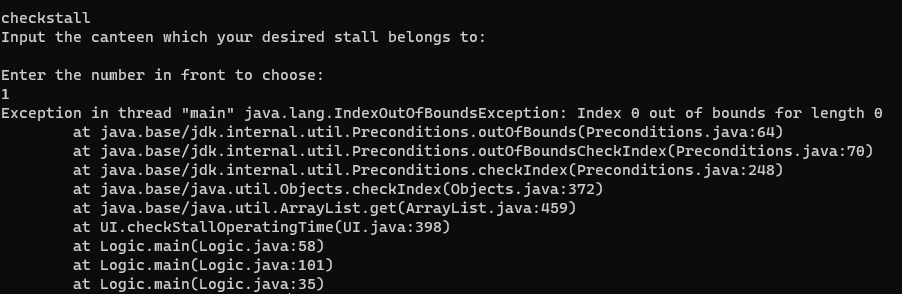 checkstall
Input the canteen which your desired stall belongs to:
Enter the number in front to choose:
1
Exception in thread "main" java.lang.IndexOutOfBoundsException: Index 0 out of bounds for length 0
at java.base/jdk.internal.util.Preconditions.outOfBounds(Preconditions.java:64)
at java.base/jdk.internal.util.Preconditions.outOfBoundsCheckIndex(Preconditions.java:70)
at java.base/jdk.internal.util.Preconditions.checkIndex(Preconditions.java:248)
at java.base/java.util.Objects.checkIndex(Objects.java:372)
at java.base/java.util.ArrayList.get(ArrayList.java:459)
at UI.checkStallOperatingTime(UI.java:398)
at Logic.main(Logic.java:58)
at Logic.main(Logic.java:101)
at Logic.main(Logic.java:35)